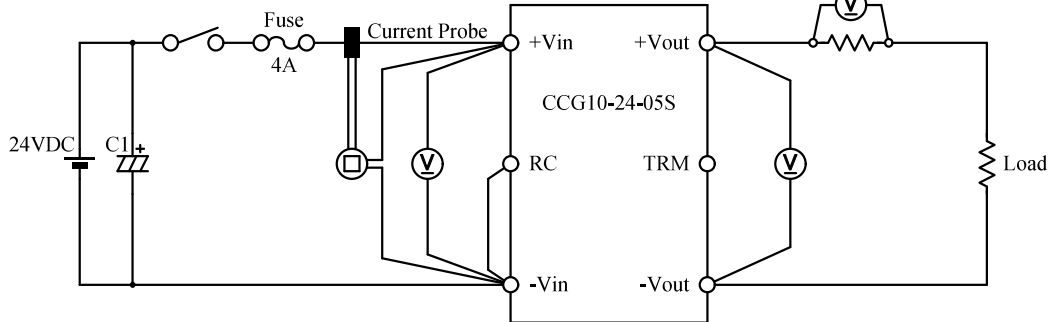 Fuse
4A
Current Probe
+Vin
+Vout
V
CCG10-24-05S
24VDC
C1
+
V
RC
TRM
V
Load
-Vin
-Vout